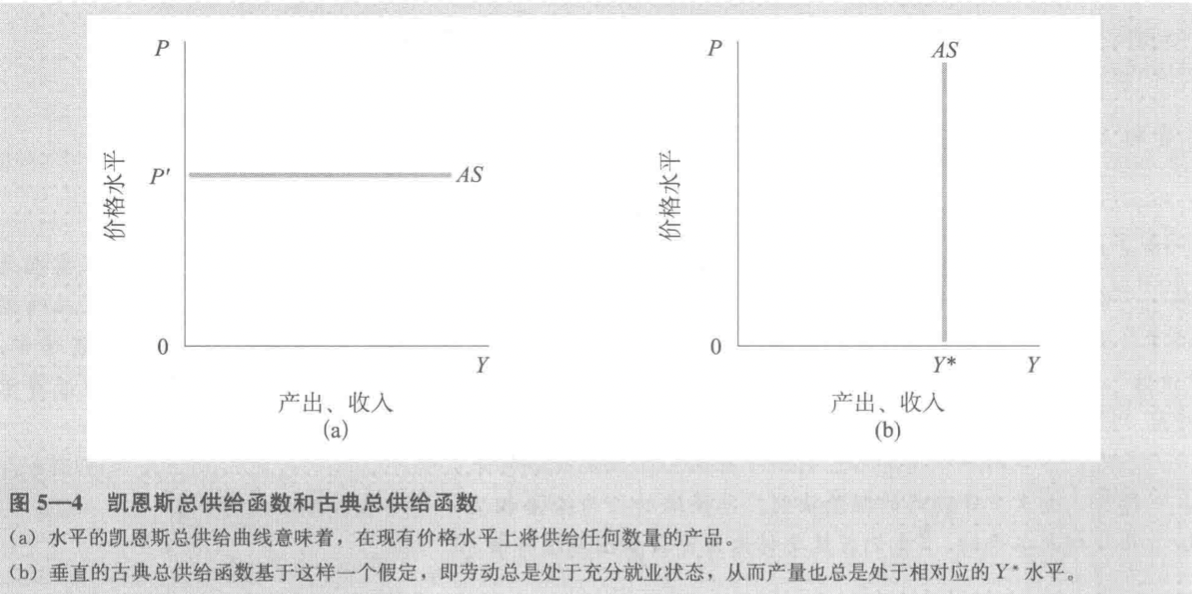 P
AS
P'
AS
价格水平
价格水平
0
Y
0
Y*
Y
产出、收入
(a)
产出、收入
(b)
图 5—4 凯恩斯总供给函数和古典总供给函数
(a) 水平的凯恩斯总供给曲线意味着，在现有价格水平上将供给任何数量的产品。
(b) 垂直的古典总供给函数基于这样一个假定，即劳动总是处于充分就业状态，从而产量也总是处于相对应的 Y* 水平。